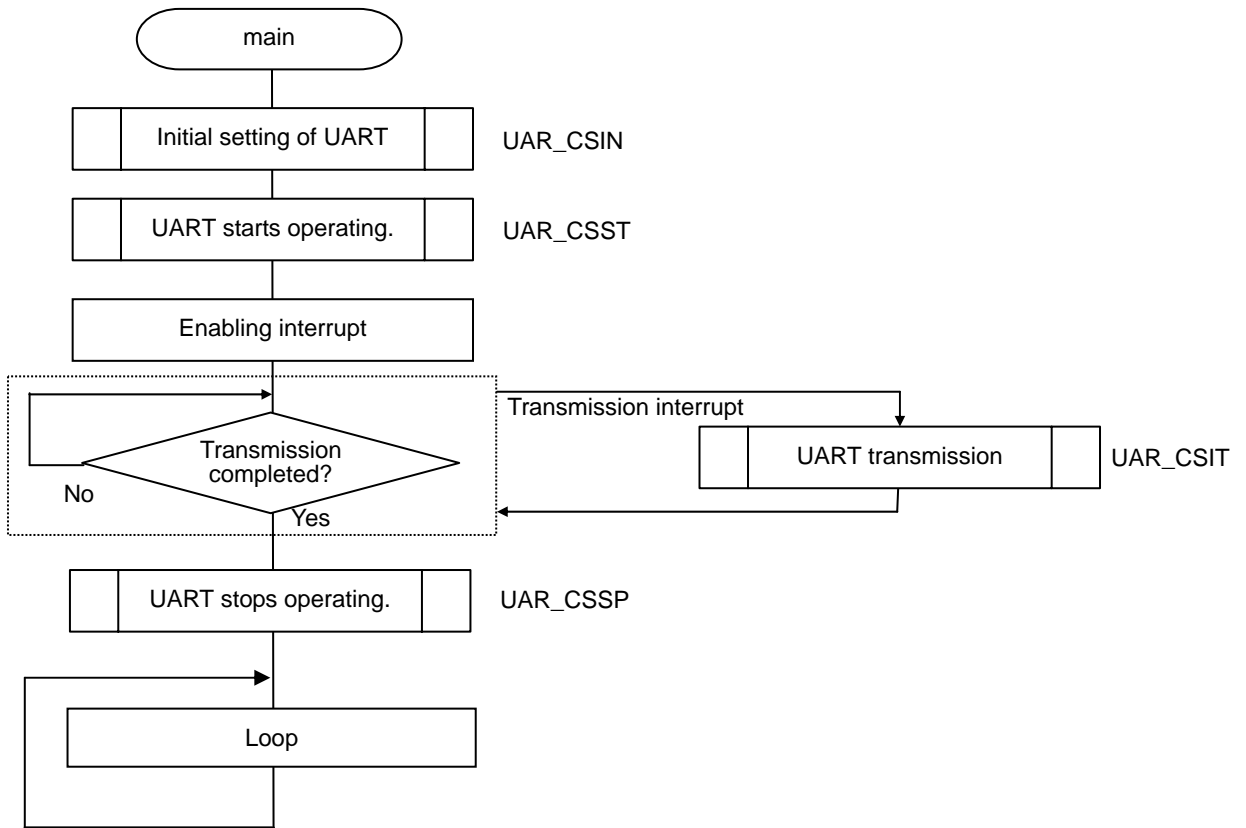 main
Initial setting of UART
UAR_CSIN
UART starts operating.
UAR_CSST
Enabling interrupt
Transmission interrupt
Transmission
completed?
UART transmission
UAR_CSIT
No
Yes
UART stops operating.
UAR_CSSP
Loop